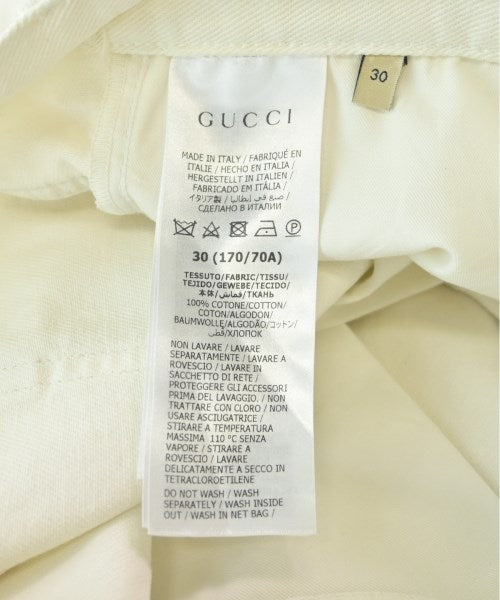 30
GUCCI
MADE IN ITALY / FABRIQUÉ EN
ITALIE / HECHO EN ITALIA /
HERGESTELLT IN ITALIEN /
FABRICADO EM ITÁLIA /
イタリア製 / صنع في إيطاليا /
СДЕЛАНО В ИТАЛИИ
30 (170/70A)
TESSUTO/FABRIC/TISSU/
TEJIDO/GEWEBE/TECIDO/
本体/قماش/ТКАНЬ
100% COTONE/COTTON/
COTON/ALGODON/
BAUMWOLLE/ALGODÃO/コットン/
قطن/ХЛОПОК
NON LAVARE / LAVARE
SEPARATAMENTE / LAVARE A
ROVESCIO / LAVARE IN
SACCHETTO DI RETE /
PROTEGGERE GLI ACCESSORI
PRIMA DEL LAVAGGIO. / NON
TRATTARE CON CLORO / NON
USARE ASCIUGATRICE /
STIRARE A TEMPERATURA
MASSIMA 110 °C SENZA
VAPORE / STIRARE A
ROVESCIO / LAVARE
DELICATAMENTE A SECCO IN
TETRACLOROETILENE
DO NOT WASH / WASH
SEPARATELY / WASH INSIDE
OUT / WASH IN NET BAG /